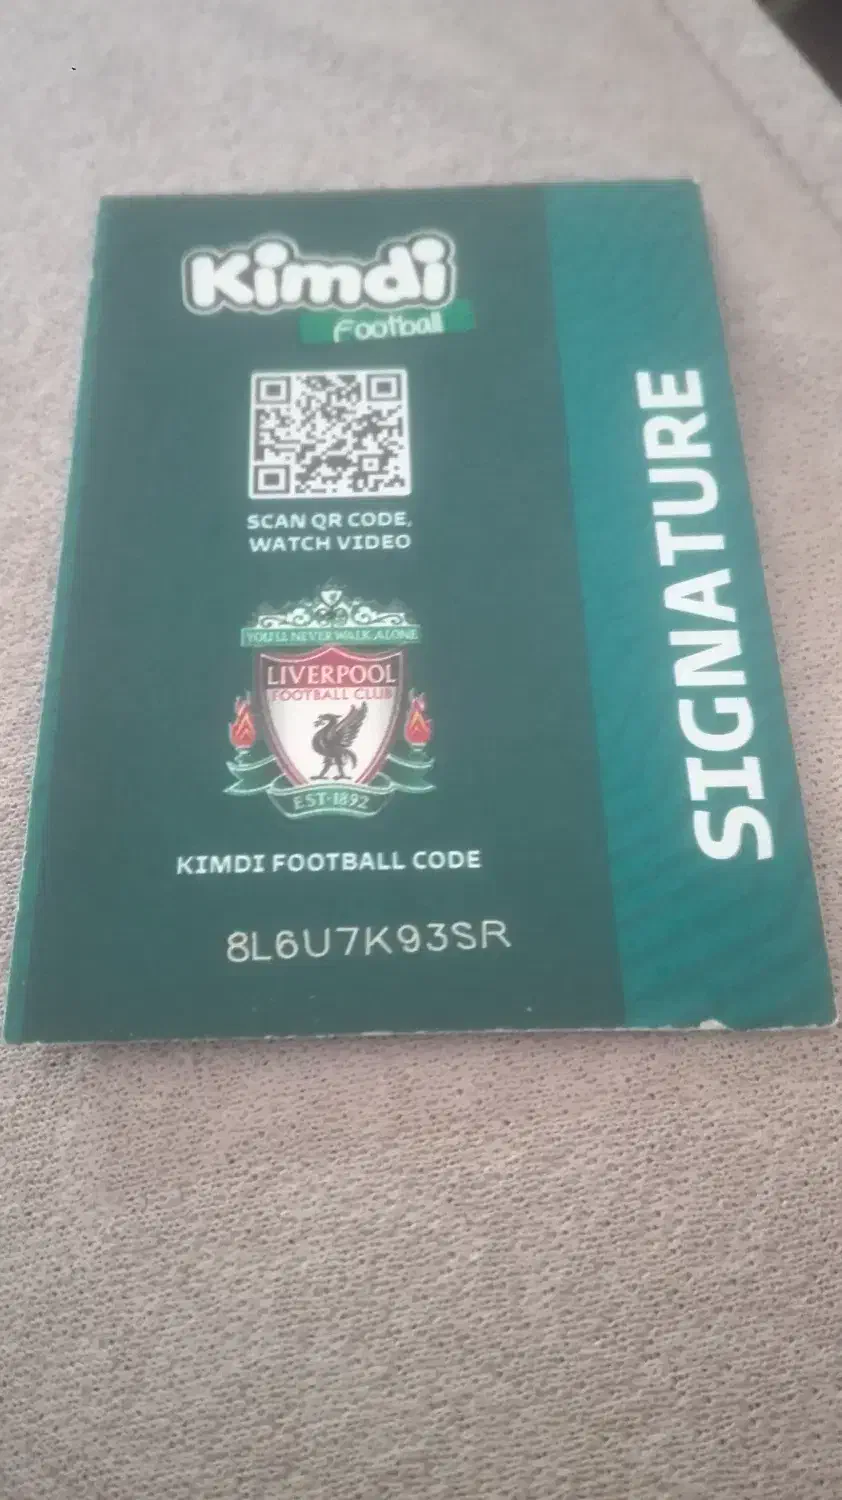 Kimdi
Football
SCAN QR CODE,
WATCH VIDEO
YOU'LL NEVER WALK ALONE
LIVERPOOL
FOOTBALL CLUB
EST·1892
KIMDI FOOTBALL CODE
8L6U7K93SR
SIGNATURE